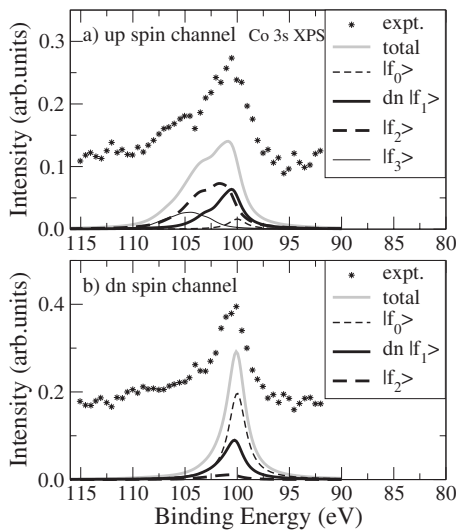 a) up spin channel Co 3s XPS
expt.
total
|f0>
dn |f1>
|f2>
|f3>
Intensity (arb.units)
0.3
0.2
0.1
0.0
115 110 105 100 95 90 85 80
b) dn spin channel
expt.
total
|f0>
dn |f1>
|f2>
Intensity (arb.units)
0.4
0.2
0.0
115 110 105 100 95 90 85 80
Binding Energy (eV)